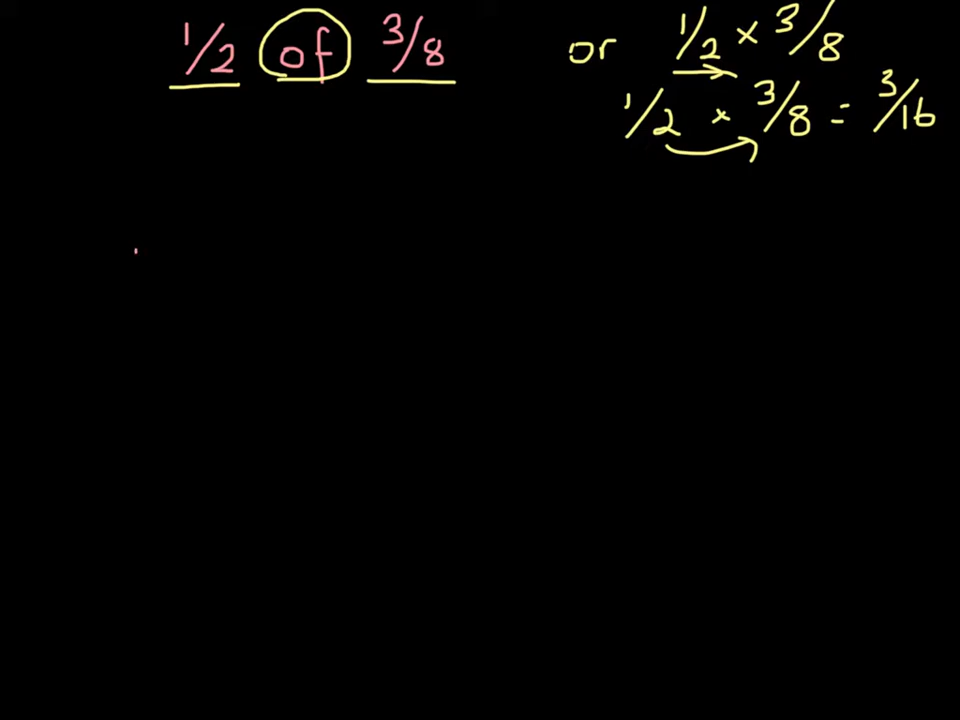 1/2 of 3/8 or 1/2 × 3/8
1/2 × 3/8 = 3/16